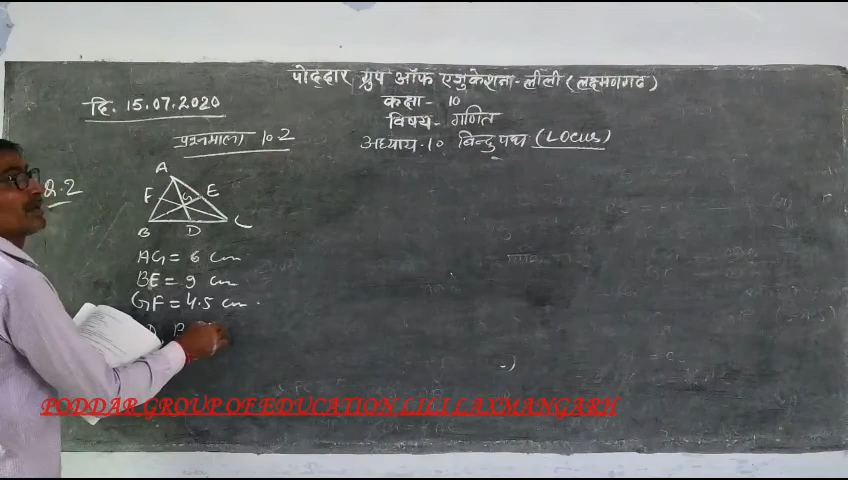 पोद्दार ग्रुप ऑफ एजुकेशन - लीली (लक्ष्मणगढ)
दि. 15.07.2020
कक्षा - 10
विषय - गणित
प्रश्नमाला 10.2
अध्याय - 10 बिन्दु पथ (LOCUS)
Q.2
A
F
E
G
B
D
C
AG = 6 cm
BE = 9 cm
GF = 4.5 cm
PODDAR GROUP OF EDUCATION LILI LAXMANGARH